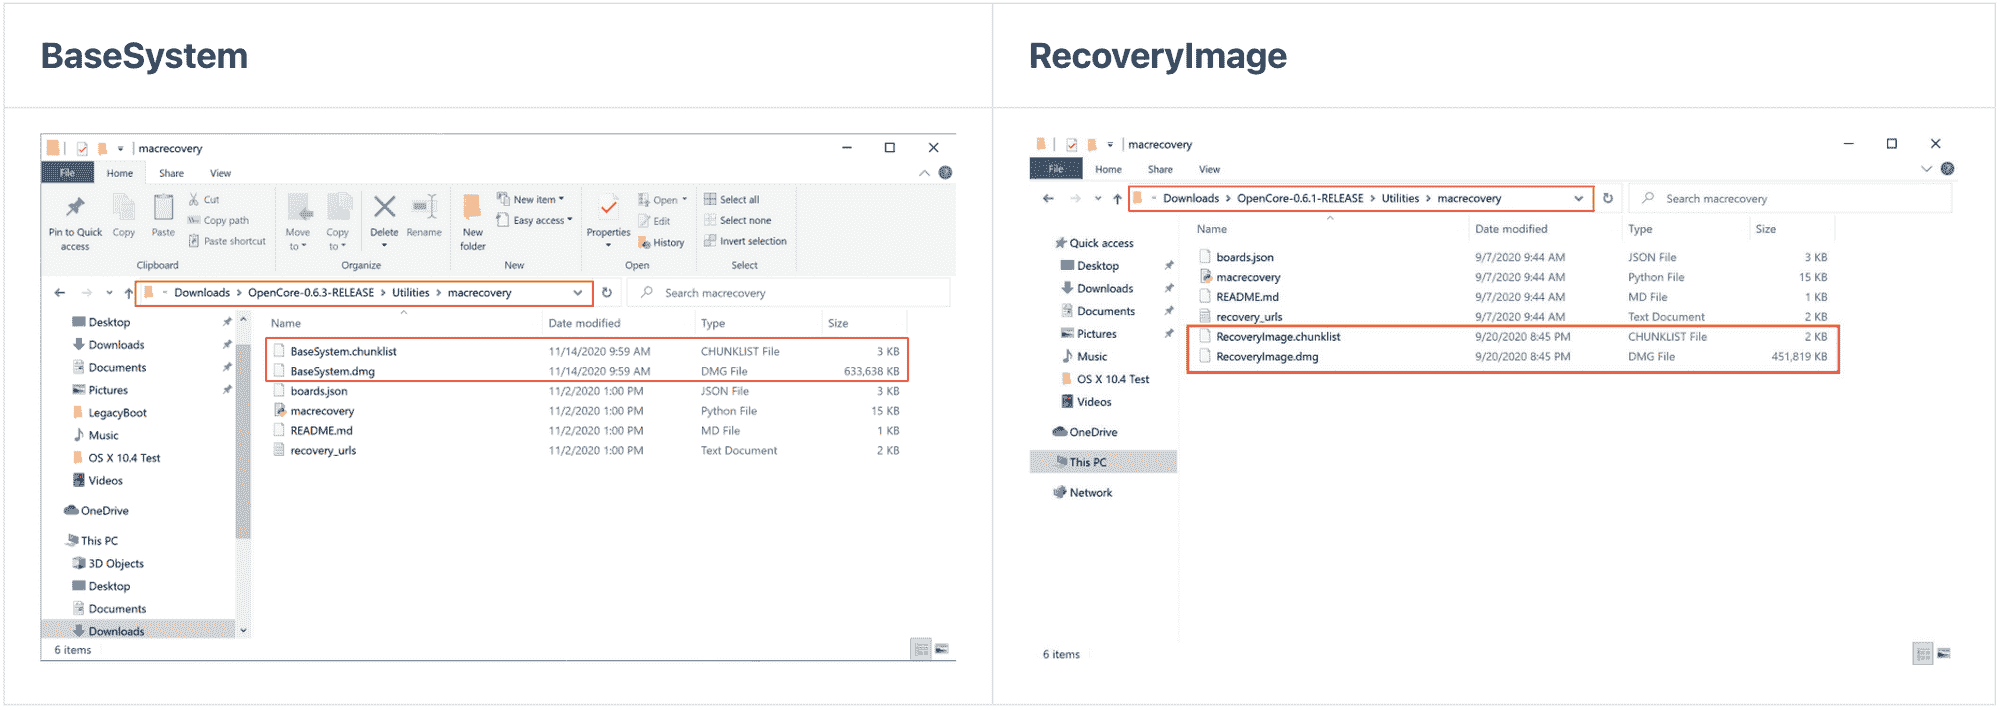 BaseSystem
RecoveryImage
macrecovery
File Home Share View
Pin to Quick access
Copy
Paste
Cut
Copy path
Paste shortcut
Clipboard
Move to
Copy to
Delete
Rename
Organize
New folder
New item
Easy access
New
Properties
Open
Edit
History
Open
Select all
Select none
Invert selection
Select
Downloads > OpenCore-0.6.3-RELEASE > Utilities > macrecovery
Search macrecovery
Desktop
Downloads
Documents
Pictures
LegacyBoot
Music
OS X 10.4 Test
Videos
OneDrive
This PC
3D Objects
Desktop
Documents
Downloads
Name Date modified Type Size
BaseSystem.chunklist 11/14/2020 9:59 AM CHUNKLIST File 3 KB
BaseSystem.dmg 11/14/2020 9:59 AM DMG File 633,638 KB
boards.json 11/2/2020 1:00 PM JSON File 3 KB
macrecovery 11/2/2020 1:00 PM Python File 15 KB
README.md 11/2/2020 1:00 PM MD File 1 KB
recovery_urls 11/2/2020 1:00 PM Text Document 2 KB
6 items
macrecovery
File Home Share View
Downloads > OpenCore-0.6.1-RELEASE > Utilities > macrecovery
Search macrecovery
Quick access
Desktop
Downloads
Documents
Pictures
Music
OS X 10.4 Test
Videos
OneDrive
This PC
Network
Name Date modified Type Size
boards.json 9/7/2020 9:44 AM JSON File 3 KB
macrecovery 9/7/2020 9:44 AM Python File 15 KB
README.md 9/7/2020 9:44 AM MD File 1 KB
recovery_urls 9/7/2020 9:44 AM Text Document 2 KB
RecoveryImage.chunklist 9/20/2020 8:45 PM CHUNKLIST File 2 KB
RecoveryImage.dmg 9/20/2020 8:45 PM DMG File 451,819 KB
6 items